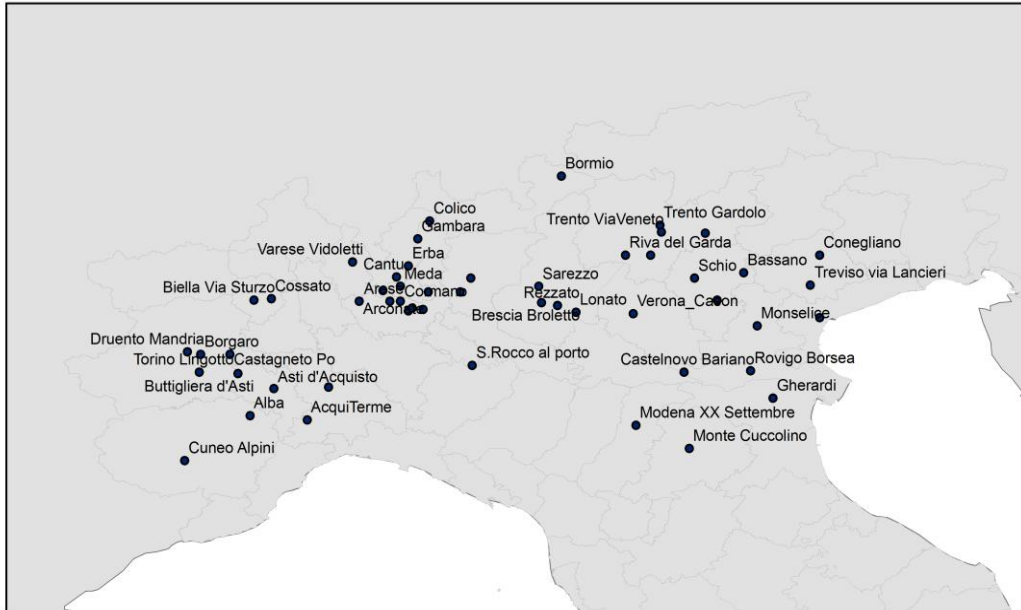 Bormio
Colico
Gambara
Trento ViaVeneto
Trento Gardolo
Varese Vidoletti
Erba
Riva del Garda
Conegliano
Cantu
Meda
Schio
Bassano
Treviso via Lancieri
Biella Via Sturzo
Cossato
Arese
Cormano
Sarezzo
Rezzato
Lonato
Verona_Cason
Arconate
Brescia Broletto
Monselice
Druento Mandria
Borgaro
S.Rocco al porto
Torino Lingotto
Castagneto Po
Castelnovo Bariano
Rovigo Borsea
Buttigliera d'Asti
Asti d'Acquisto
Gherardi
Alba
AcquiTerme
Modena XX Settembre
Monte Cuccolino
Cuneo Alpini